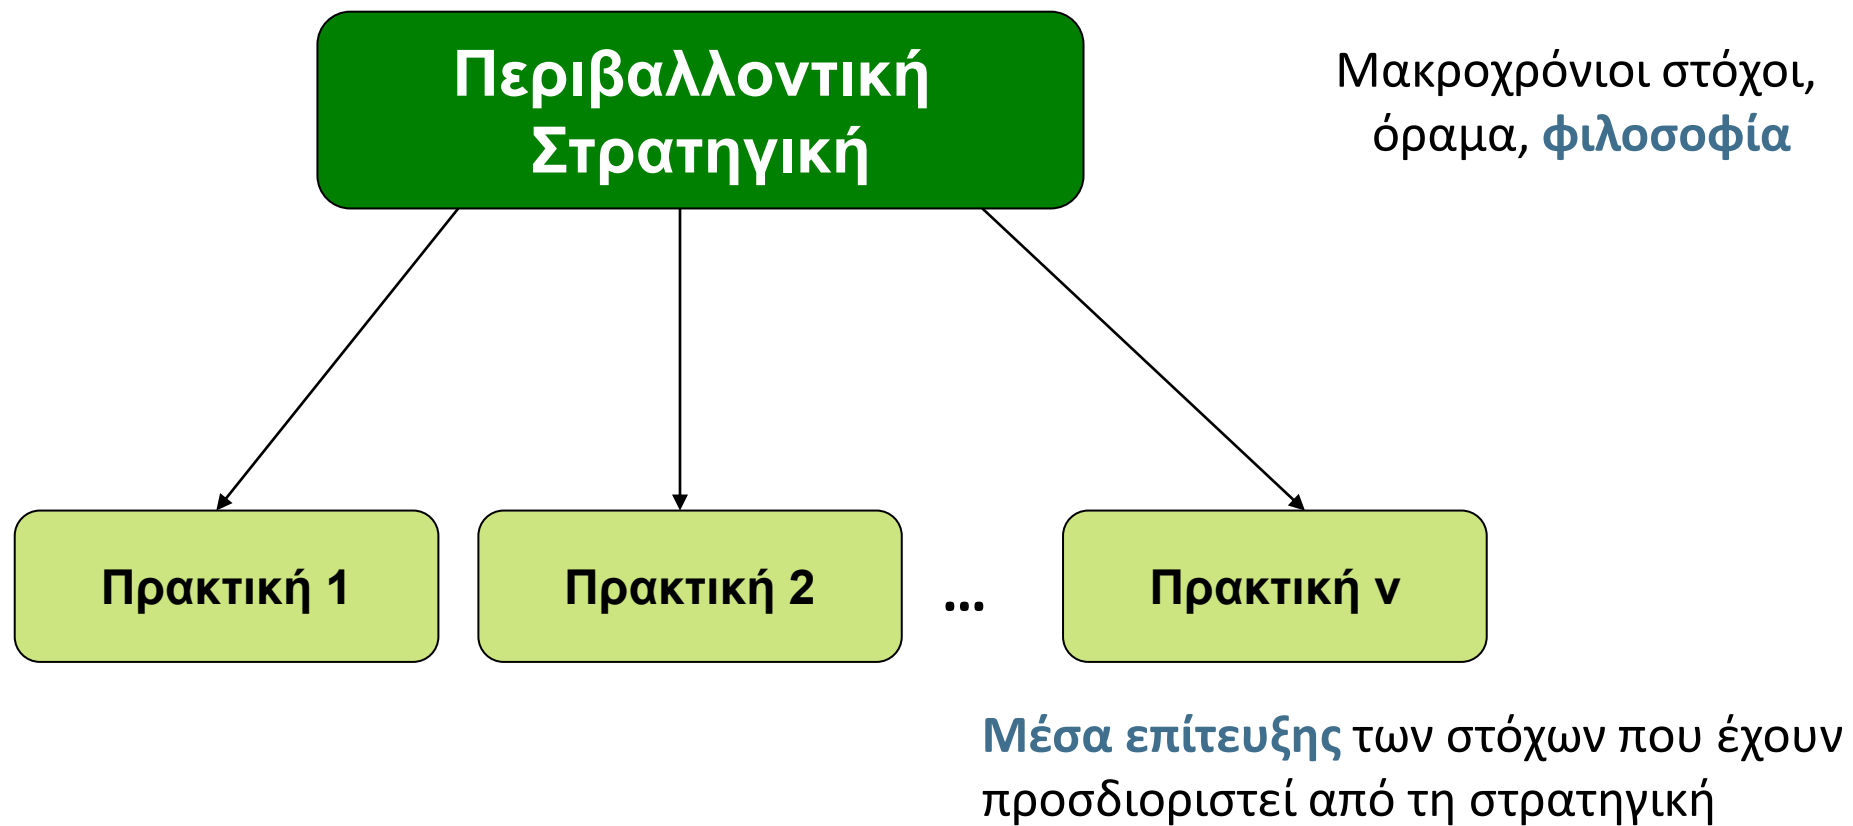 Περιβαλλοντική
Στρατηγική
Μακροχρόνιοι στόχοι,
όραμα, φιλοσοφία
Πρακτική 1
Πρακτική 2
...
Πρακτική ν
Μέσα επίτευξης των στόχων που έχουν
προσδιοριστεί από τη στρατηγική